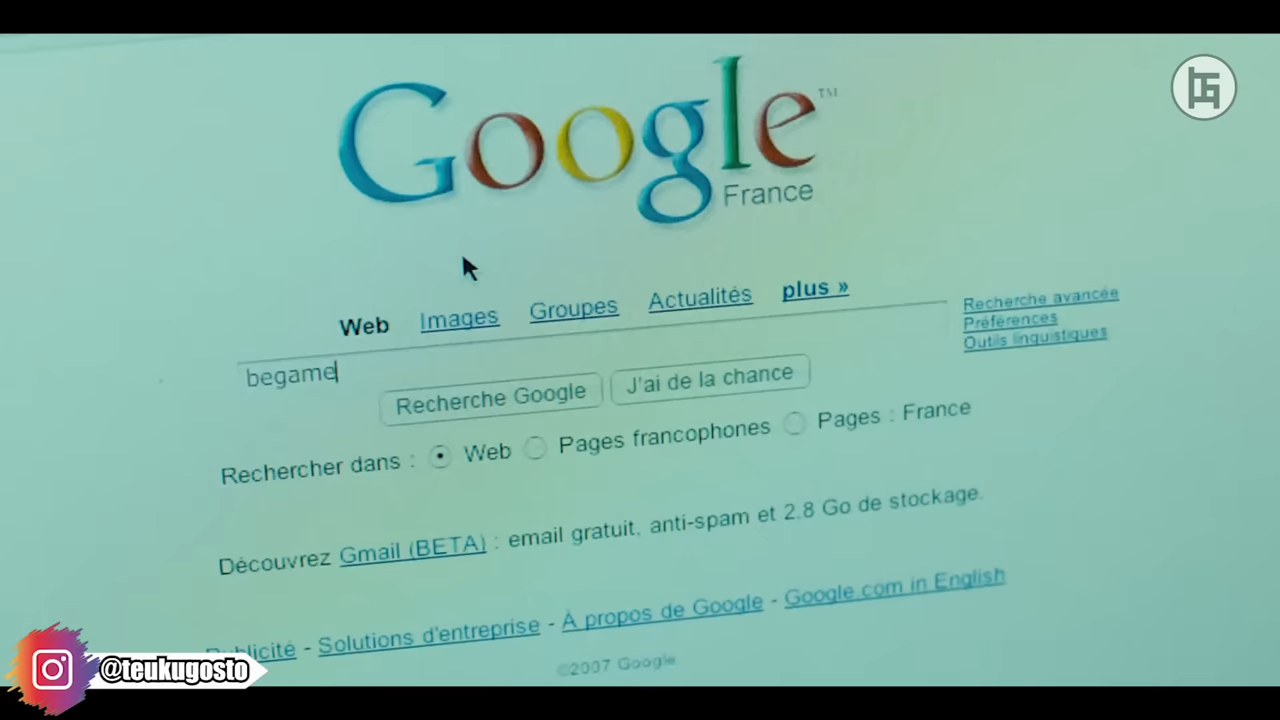 Google™
France
Web Images Groupes Actualités plus »
Recherche avancée
Préférences
Outils linguistiques
begame
Recherche Google J'ai de la chance
Rechercher dans : Web Pages francophones Pages : France
Découvrez Gmail (BETA) : email gratuit, anti-spam et 2,8 Go de stockage.
Publicité - Solutions d'entreprise - À propos de Google - Google.com in English
©2007 Google
@teukugosto